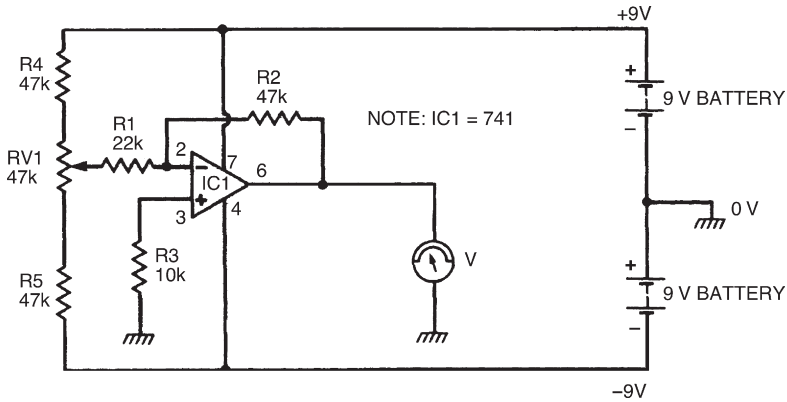 +9V
R4
47k
R2
47k
+
9 V BATTERY
–
NOTE: IC1 = 741
R1
22k
RV1
47k
2
7
–
IC1
6
+
3
4
0 V
R3
10k
V
R5
47k
+
9 V BATTERY
–
–9V